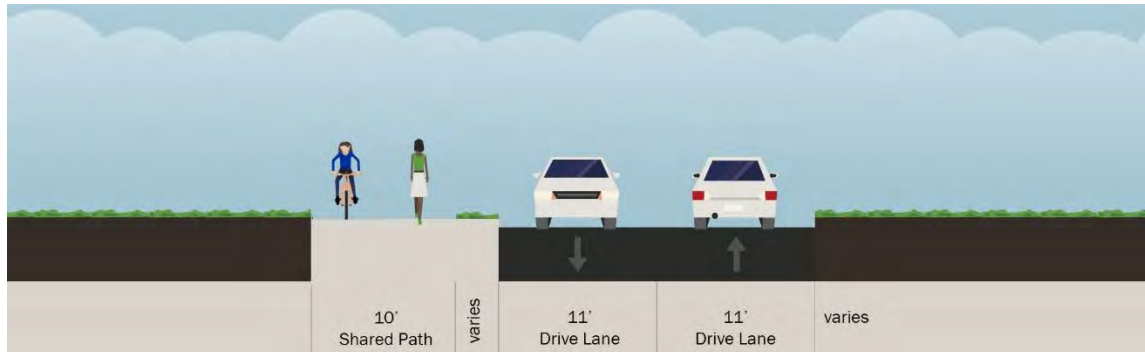 10'
Shared Path
varies
11'
Drive Lane
11'
Drive Lane
varies